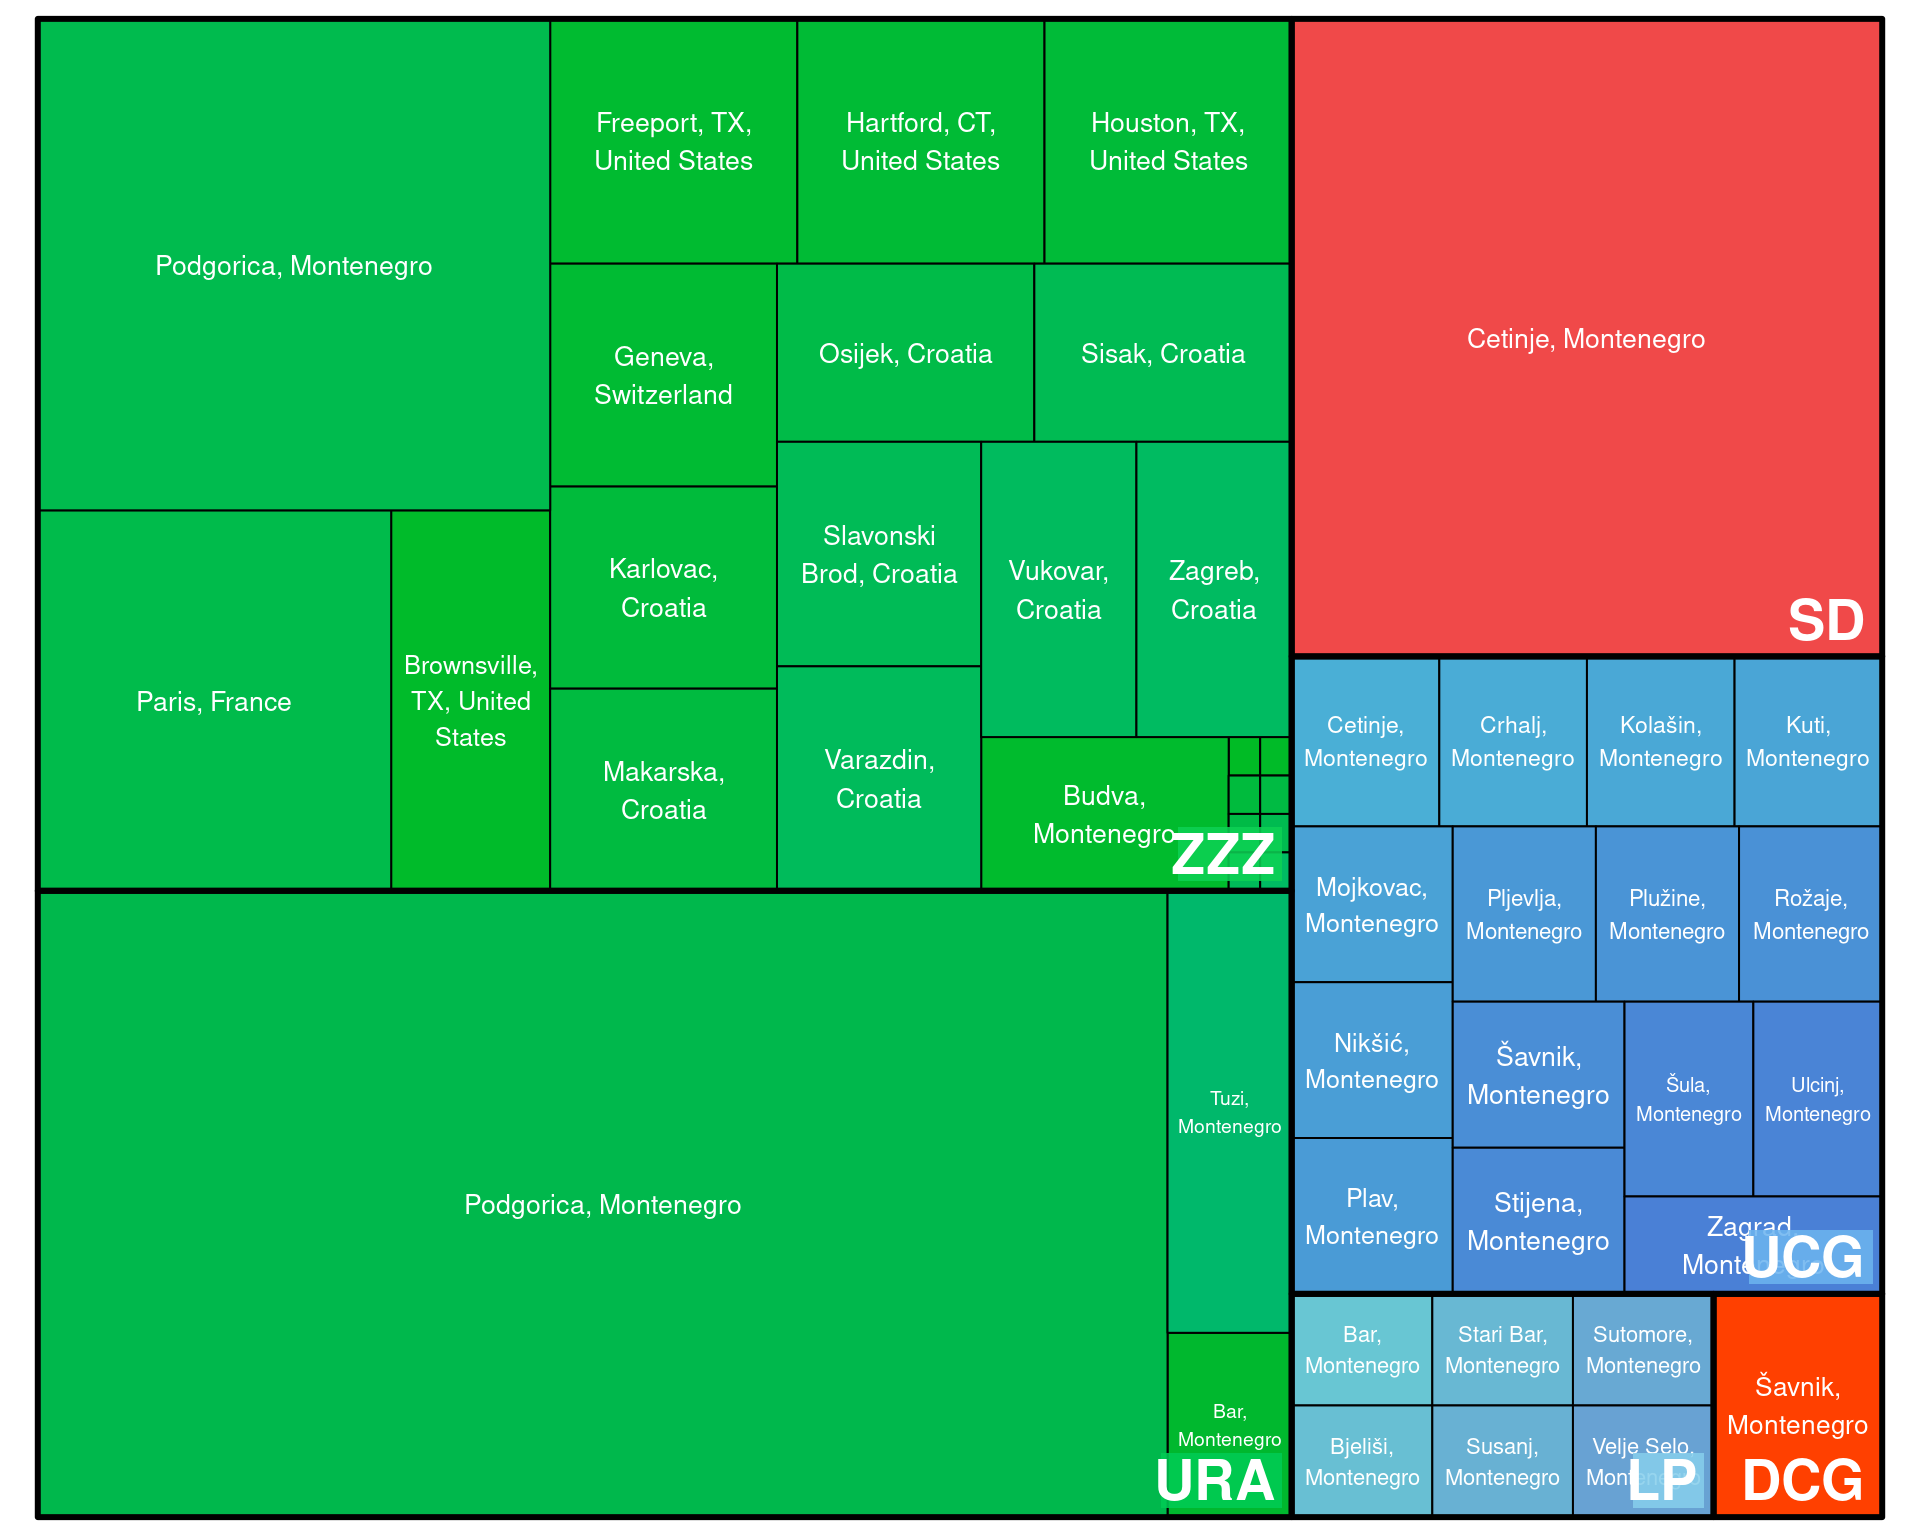 Podgorica, Montenegro
Freeport, TX,
United States
Hartford, CT,
United States
Houston, TX,
United States
Geneva,
Switzerland
Osijek, Croatia
Sisak, Croatia
Karlovac,
Croatia
Slavonski
Brod, Croatia
Vukovar,
Croatia
Zagreb,
Croatia
Paris, France
Brownsville,
TX, United
States
Makarska,
Croatia
Varazdin,
Croatia
Budva,
Montenegro
ZZZ
Podgorica, Montenegro
Tuzi,
Montenegro
Bar,
Montenegro
URA
Cetinje, Montenegro
SD
Cetinje,
Montenegro
Crhalj,
Montenegro
Kolašin,
Montenegro
Kuti,
Montenegro
Mojkovac,
Montenegro
Pljevlja,
Montenegro
Plužine,
Montenegro
Rožaje,
Montenegro
Nikšić,
Montenegro
Šavnik,
Montenegro
Šula,
Montenegro
Ulcinj,
Montenegro
Plav,
Montenegro
Stijena,
Montenegro
Zagrad,
Montenegro
UCG
Bar,
Montenegro
Stari Bar,
Montenegro
Sutomore,
Montenegro
Bjeliši,
Montenegro
Susanj,
Montenegro
Velje Selo,
Montenegro
LP
Šavnik,
Montenegro
DCG